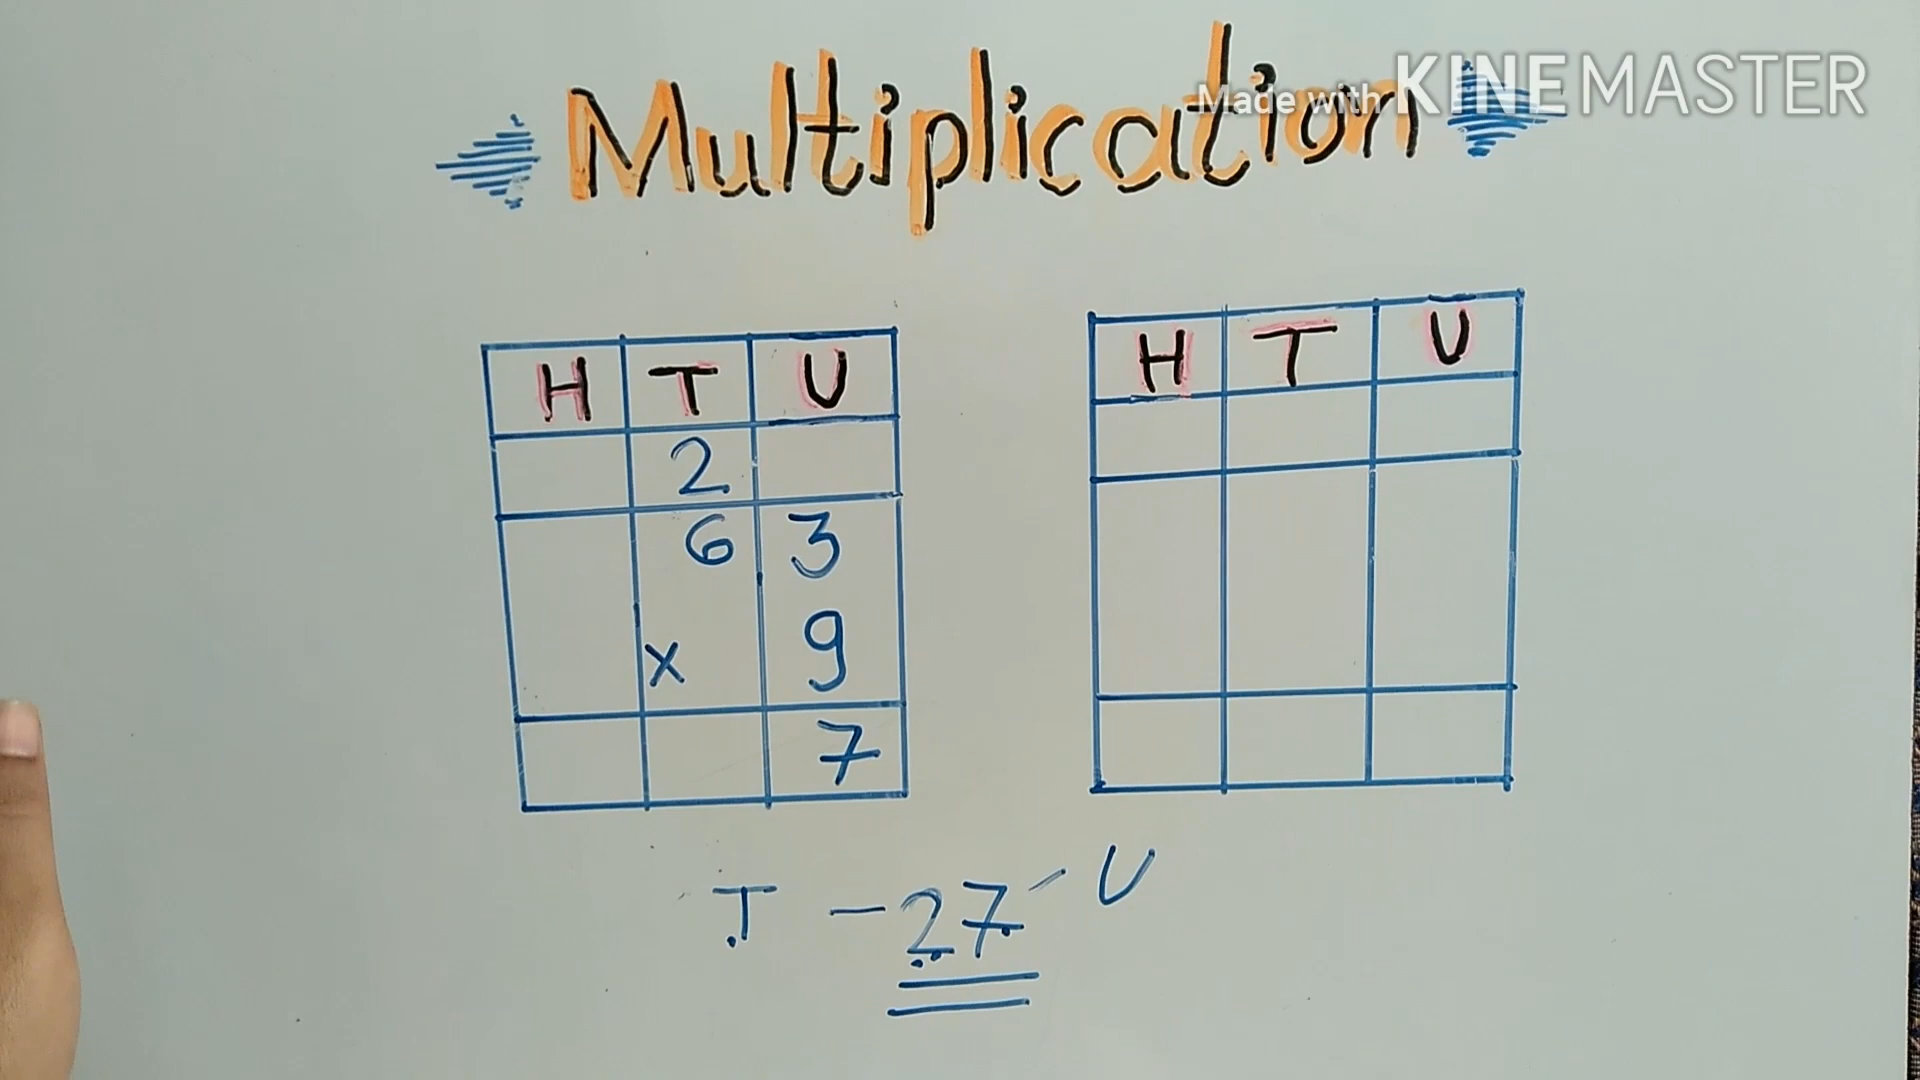 Multiplication
Made with KINEMASTER
H T U
2
6 3
x 9
7
H T U
T - 27 - U